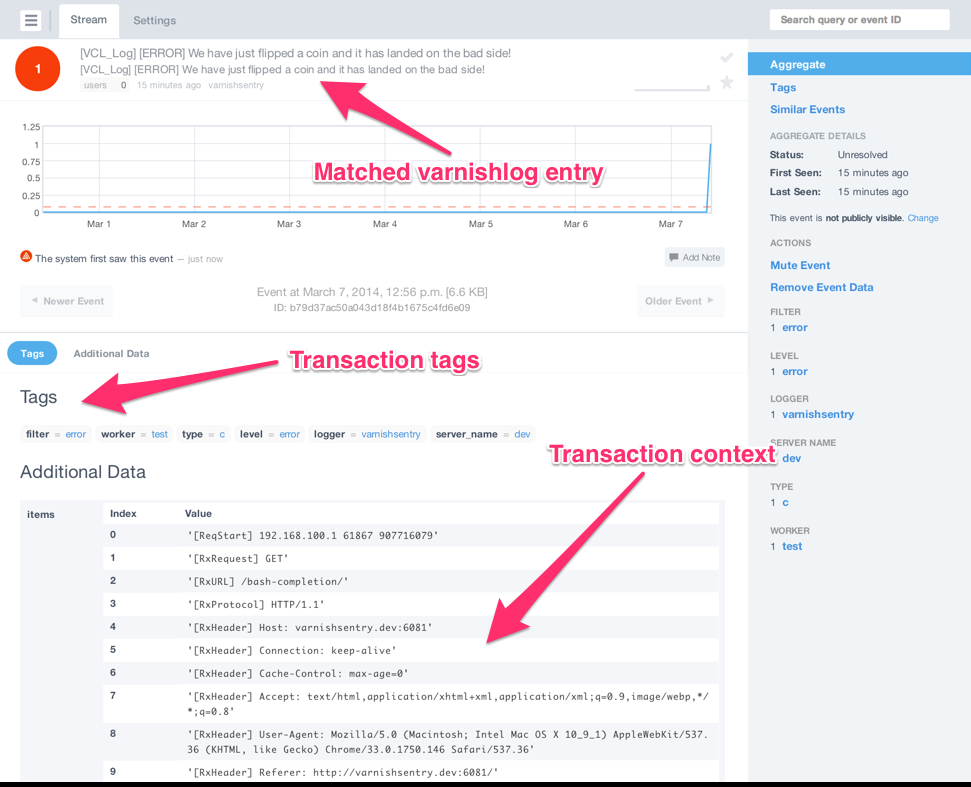 Stream
Settings
Search query or event ID
1
[VCL_Log] [ERROR] We have just flipped a coin and it has landed on the bad side!
[VCL_Log] [ERROR] We have just flipped a coin and it has landed on the bad side!
users 0 15 minutes ago varnishsentry
Matched varnishlog entry
1.25
1
0.75
0.5
0.25
0
Mar 1 Mar 2 Mar 3 Mar 4 Mar 5 Mar 6 Mar 7
The system first saw this event — just now
Add Note
Newer Event
Event at March 7, 2014, 12:56 p.m. [6.6 KB]
ID: b79d37ac50a043d18f4b1675c4fd6e09
Older Event
Tags
Additional Data
Transaction tags
Tags
filter = error worker = test type = c level = error logger = varnishsentry server_name = dev
Transaction context
Additional Data
items
Index Value
0 '[ReqStart] 192.168.100.1 61867 907716079'
1 '[RxRequest] GET'
2 '[RxURL] /bash-completion/'
3 '[RxProtocol] HTTP/1.1'
4 '[RxHeader] Host: varnishsentry.dev:6081'
5 '[RxHeader] Connection: keep-alive'
6 '[RxHeader] Cache-Control: max-age=0'
7 '[RxHeader] Accept: text/html,application/xhtml+xml,application/xml;q=0.9,image/webp,*/
*;q=0.8'
8 '[RxHeader] User-Agent: Mozilla/5.0 (Macintosh; Intel Mac OS X 10_9_1) AppleWebKit/537.
36 (KHTML, like Gecko) Chrome/33.0.1750.146 Safari/537.36'
9 '[RxHeader] Referer: http://varnishsentry.dev:6081/'
Aggregate
Tags
Similar Events
AGGREGATE DETAILS
Status: Unresolved
First Seen: 15 minutes ago
Last Seen: 15 minutes ago
This event is not publicly visible. Change
ACTIONS
Mute Event
Remove Event Data
FILTER
1 error
LEVEL
1 error
LOGGER
1 varnishsentry
SERVER NAME
dev
TYPE
1 c
WORKER
1 test